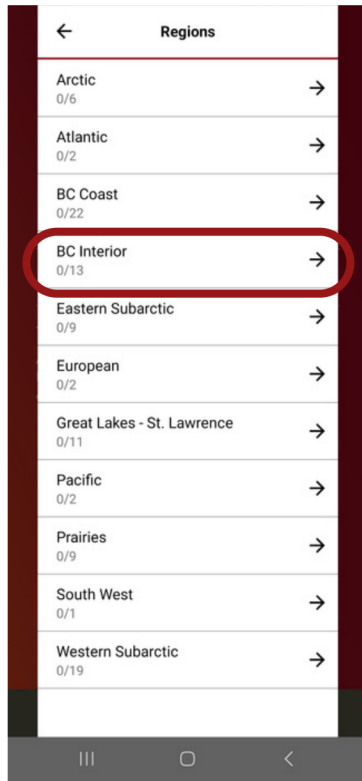 Regions
Arctic
0/6
Atlantic
0/2
BC Coast
0/22
BC Interior
0/13
Eastern Subarctic
0/9
European
0/2
Great Lakes - St. Lawrence
0/11
Pacific
0/2
Prairies
0/9
South West
0/1
Western Subarctic
0/19